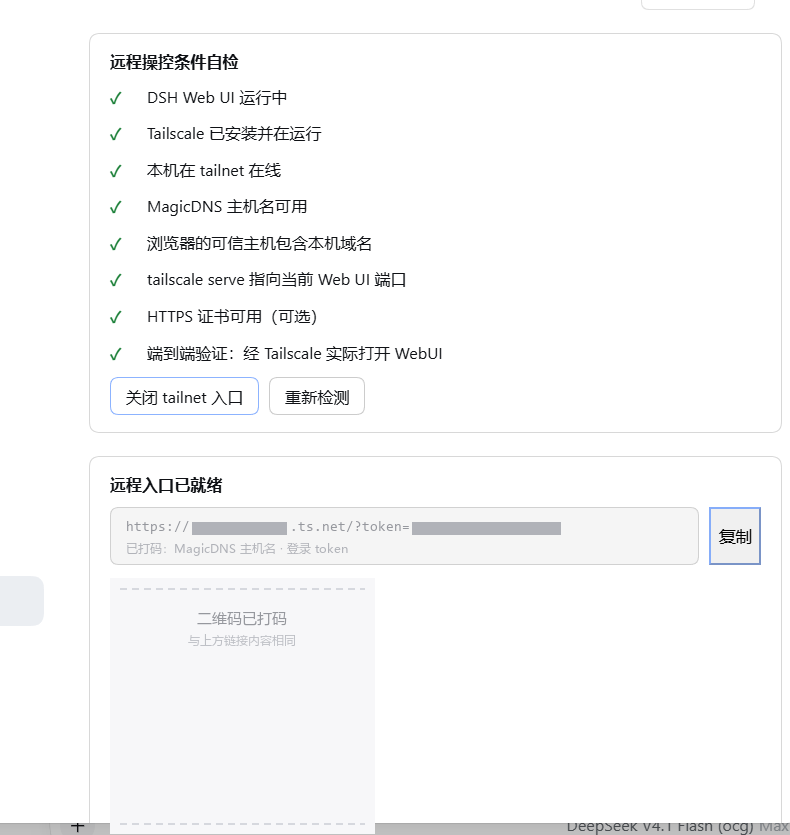 远程操控条件自检
✓ DSH Web UI 运行中
✓ Tailscale 已安装并在运行
✓ 本机在 tailnet 在线
✓ MagicDNS 主机名可用
✓ 浏览器的可信主机包含本机域名
✓ tailscale serve 指向当前 Web UI 端口
✓ HTTPS 证书可用（可选）
✓ 端到端验证：经 Tailscale 实际打开 WebUI
关闭 tailnet 入口 重新检测
远程入口已就绪
https:// .ts.net/?token=
已打码：MagicDNS 主机名 · 登录 token
复制
二维码已打码
与上方链接内容相同
+ DeepSeek V4.1 Flash (ocg) Max